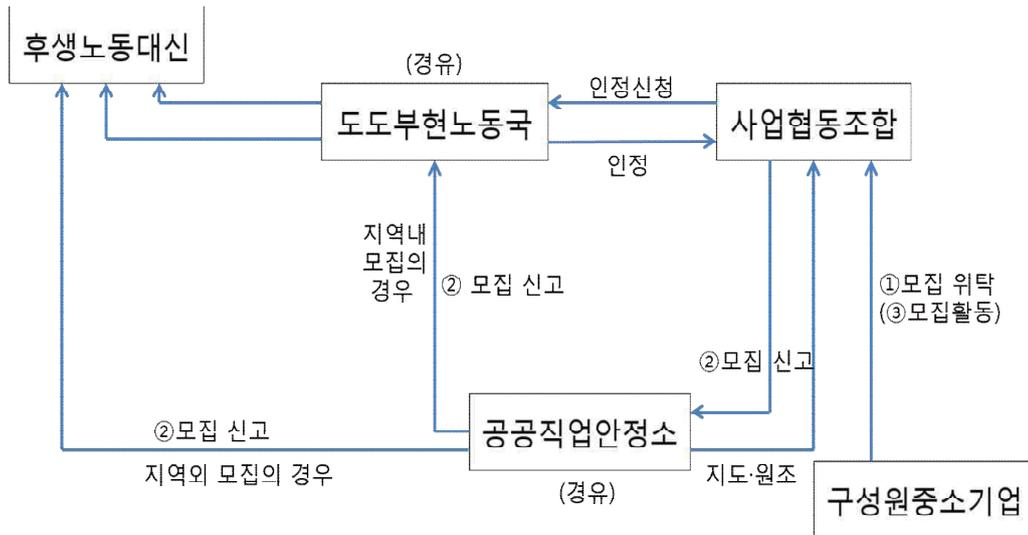 후생노동대신
(경유)
도도부현노동국
인정신청
인정
사업협동조합
지역내
모집의
경우
② 모집 신고
①모집 위탁
(③모집활동)
②모집 신고
②모집 신고
지역외 모집의 경우
공공직업안정소
(경유)
지도·원조
구성원중소기업